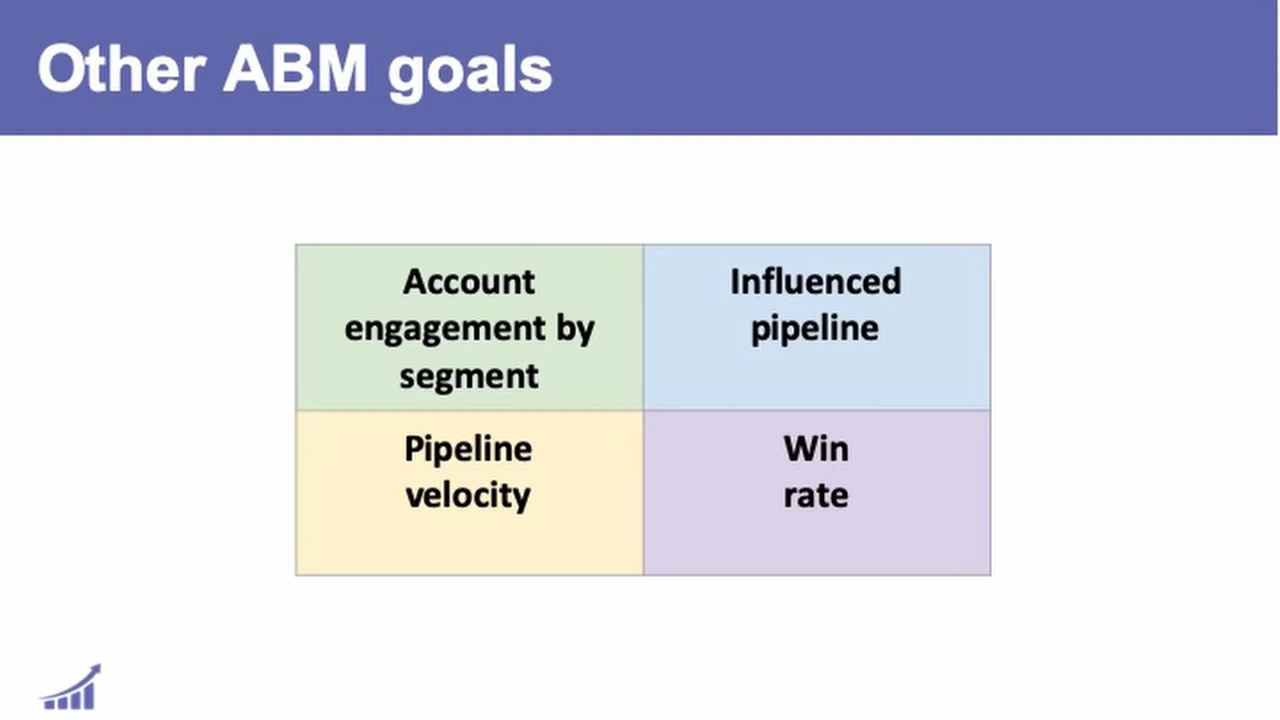 Other ABM goals
Account
engagement by
segment
Influenced
pipeline
Pipeline
velocity
Win
rate